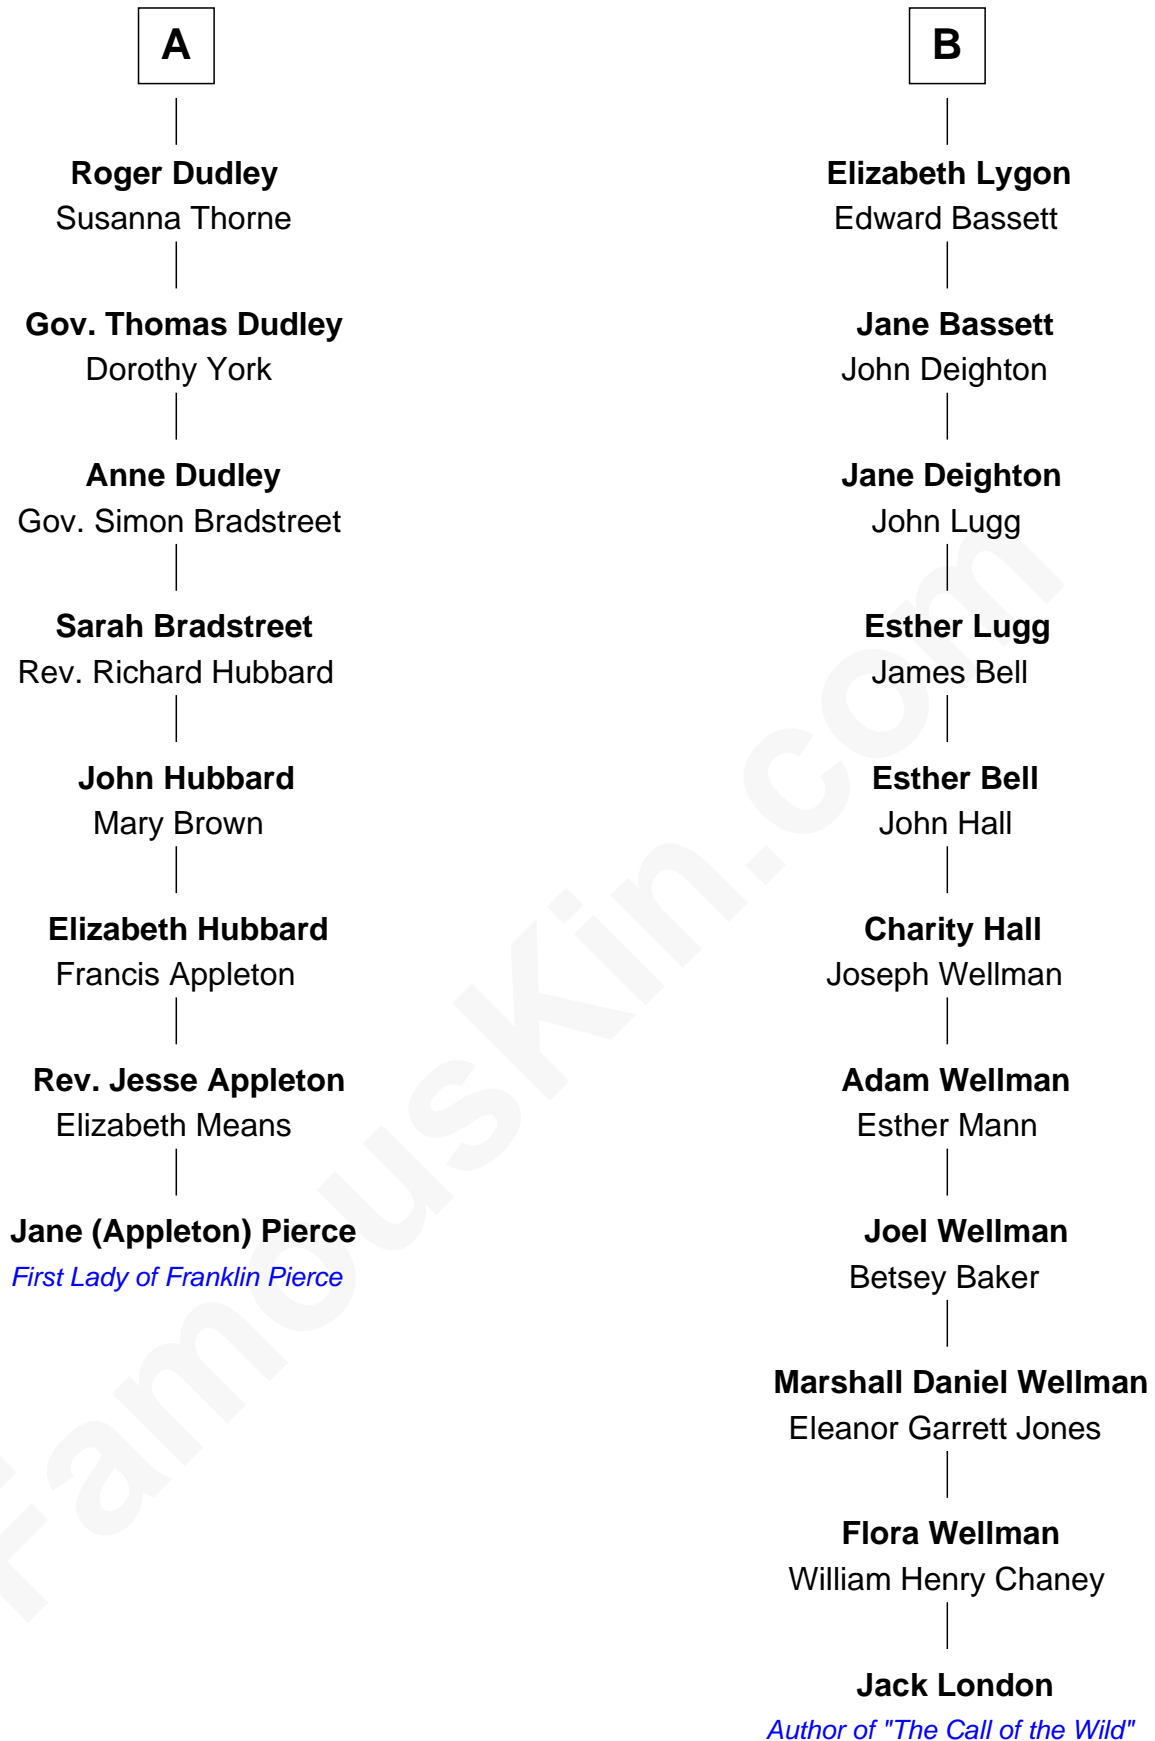 A
Roger Dudley
Susanna Thorne
Gov. Thomas Dudley
Dorothy York
Anne Dudley
Gov. Simon Bradstreet
Sarah Bradstreet
Rev. Richard Hubbard
John Hubbard
Mary Brown
Elizabeth Hubbard
Francis Appleton
Rev. Jesse Appleton
Elizabeth Means
Jane (Appleton) Pierce
First Lady of Franklin Pierce
B
Elizabeth Lygon
Edward Bassett
Jane Bassett
John Deighton
Jane Deighton
John Lugg
Esther Lugg
James Bell
Esther Bell
John Hall
Charity Hall
Joseph Wellman
Adam Wellman
Esther Mann
Joel Wellman
Betsey Baker
Marshall Daniel Wellman
Eleanor Garrett Jones
Flora Wellman
William Henry Chaney
Jack London
Author of "The Call of the Wild"
FamousKin.com